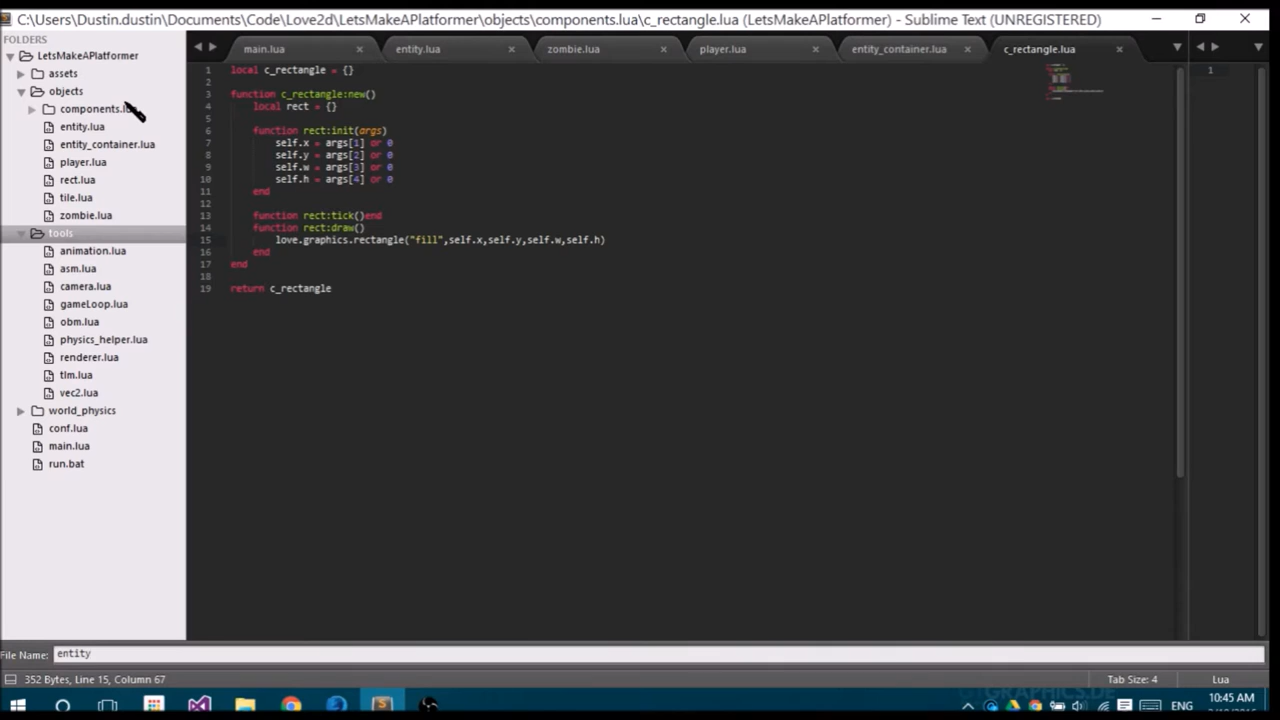 C:\Users\Dustin.dustin\Documents\Code\Love2d\LetsMakeAPlatformer\objects\components.lua\c_rectangle.lua (LetsMakeAPlatformer) - Sublime Text (UNREGISTERED)
FOLDERS
LetsMakeAPlatformer
assets
objects
components.lua
entity.lua
entity_container.lua
player.lua
rect.lua
tile.lua
zombie.lua
tools
animation.lua
asm.lua
camera.lua
gameLoop.lua
obm.lua
physics_helper.lua
renderer.lua
tlm.lua
vec2.lua
world_physics
conf.lua
main.lua
run.bat
main.lua entity.lua zombie.lua player.lua entity_container.lua c_rectangle.lua
1 local c_rectangle = {}
2
3 function c_rectangle:new()
4 local rect = {}
5
6 function rect:init(args)
7 self.x = args[1] or 0
8 self.y = args[2] or 0
9 self.w = args[3] or 0
10 self.h = args[4] or 0
11 end
12
13 function rect:tick()end
14 function rect:draw()
15 love.graphics.rectangle("fill",self.x,self.y,self.w,self.h)
16 end
17 end
18
19 return c_rectangle
1
File Name: entity
352 Bytes, Line 15, Column 67 Tab Size: 4 Lua
ENG 10:45 AM